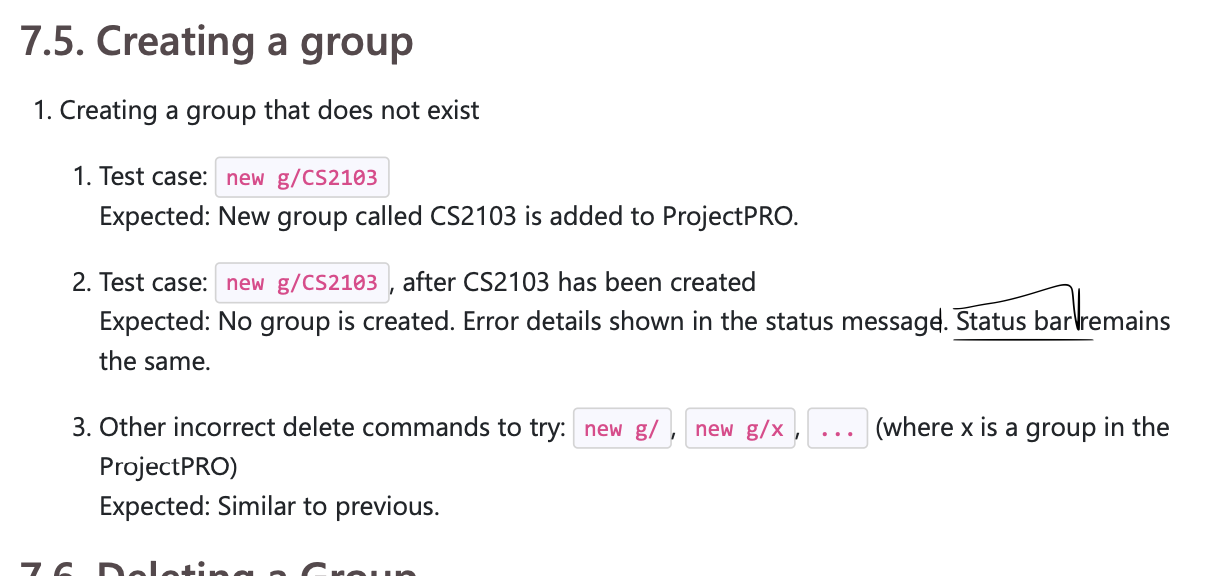 7.5. Creating a group
1. Creating a group that does not exist
1. Test case: new g/CS2103
Expected: New group called CS2103 is added to ProjectPRO.
2. Test case: new g/CS2103, after CS2103 has been created
Expected: No group is created. Error details shown in the status message. Status bar remains
the same.
3. Other incorrect delete commands to try: new g/, new g/x, ... (where x is a group in the
ProjectPRO)
Expected: Similar to previous.
7.6. Deleting a Group